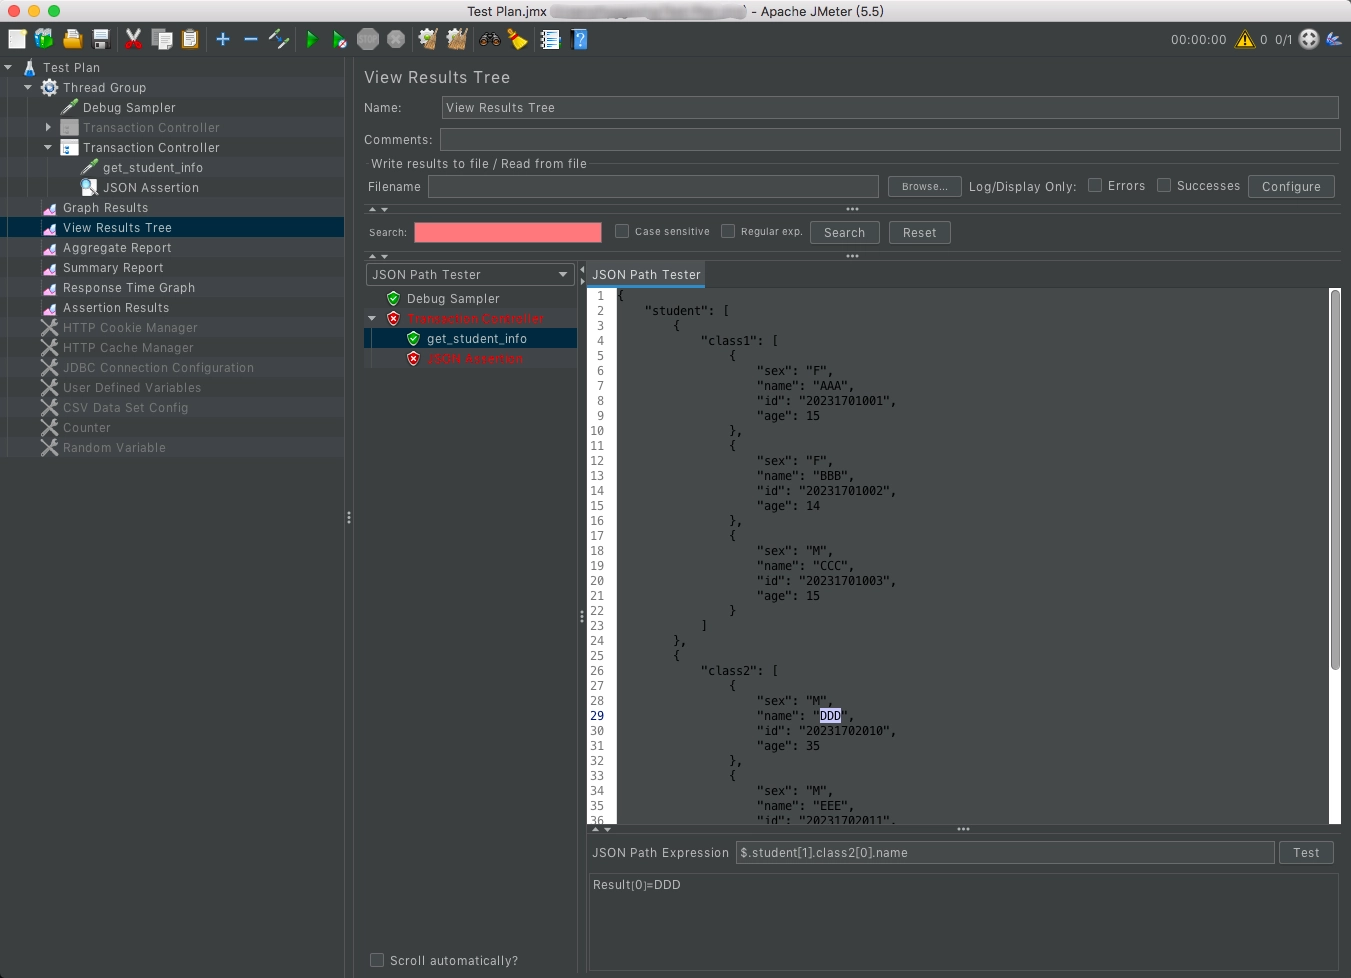 Test Plan.jmx - Apache JMeter (5.5)
STOP
00:00:00 0 0/1
Test Plan
Thread Group
Debug Sampler
Transaction Controller
Transaction Controller
get_student_info
JSON Assertion
Graph Results
View Results Tree
Aggregate Report
Summary Report
Response Time Graph
Assertion Results
HTTP Cookie Manager
HTTP Cache Manager
JDBC Connection Configuration
User Defined Variables
CSV Data Set Config
Counter
Random Variable
View Results Tree
Name: View Results Tree
Comments:
Write results to file / Read from file
Filename Browse... Log/Display Only: Errors Successes Configure
Search: Case sensitive Regular exp. Search Reset
JSON Path Tester
Debug Sampler
Transaction Controller
get_student_info
JSON Assertion
Scroll automatically?
JSON Path Tester
1 {
2 "student": [
3 {
4 "class1": [
5 {
6 "sex": "F",
7 "name": "AAA",
8 "id": "20231701001",
9 "age": 15
10 },
11 {
12 "sex": "F",
13 "name": "BBB",
14 "id": "20231701002",
15 "age": 14
16 },
17 {
18 "sex": "M",
19 "name": "CCC",
20 "id": "20231701003",
21 "age": 15
22 }
23 ]
24 },
25 {
26 "class2": [
27 {
28 "sex": "M",
29 "name": "DDD",
30 "id": "20231702010",
31 "age": 35
32 },
33 {
34 "sex": "M",
35 "name": "EEE",
36 "id": "20231702011",
JSON Path Expression $.student[1].class2[0].name Test
Result[0]=DDD